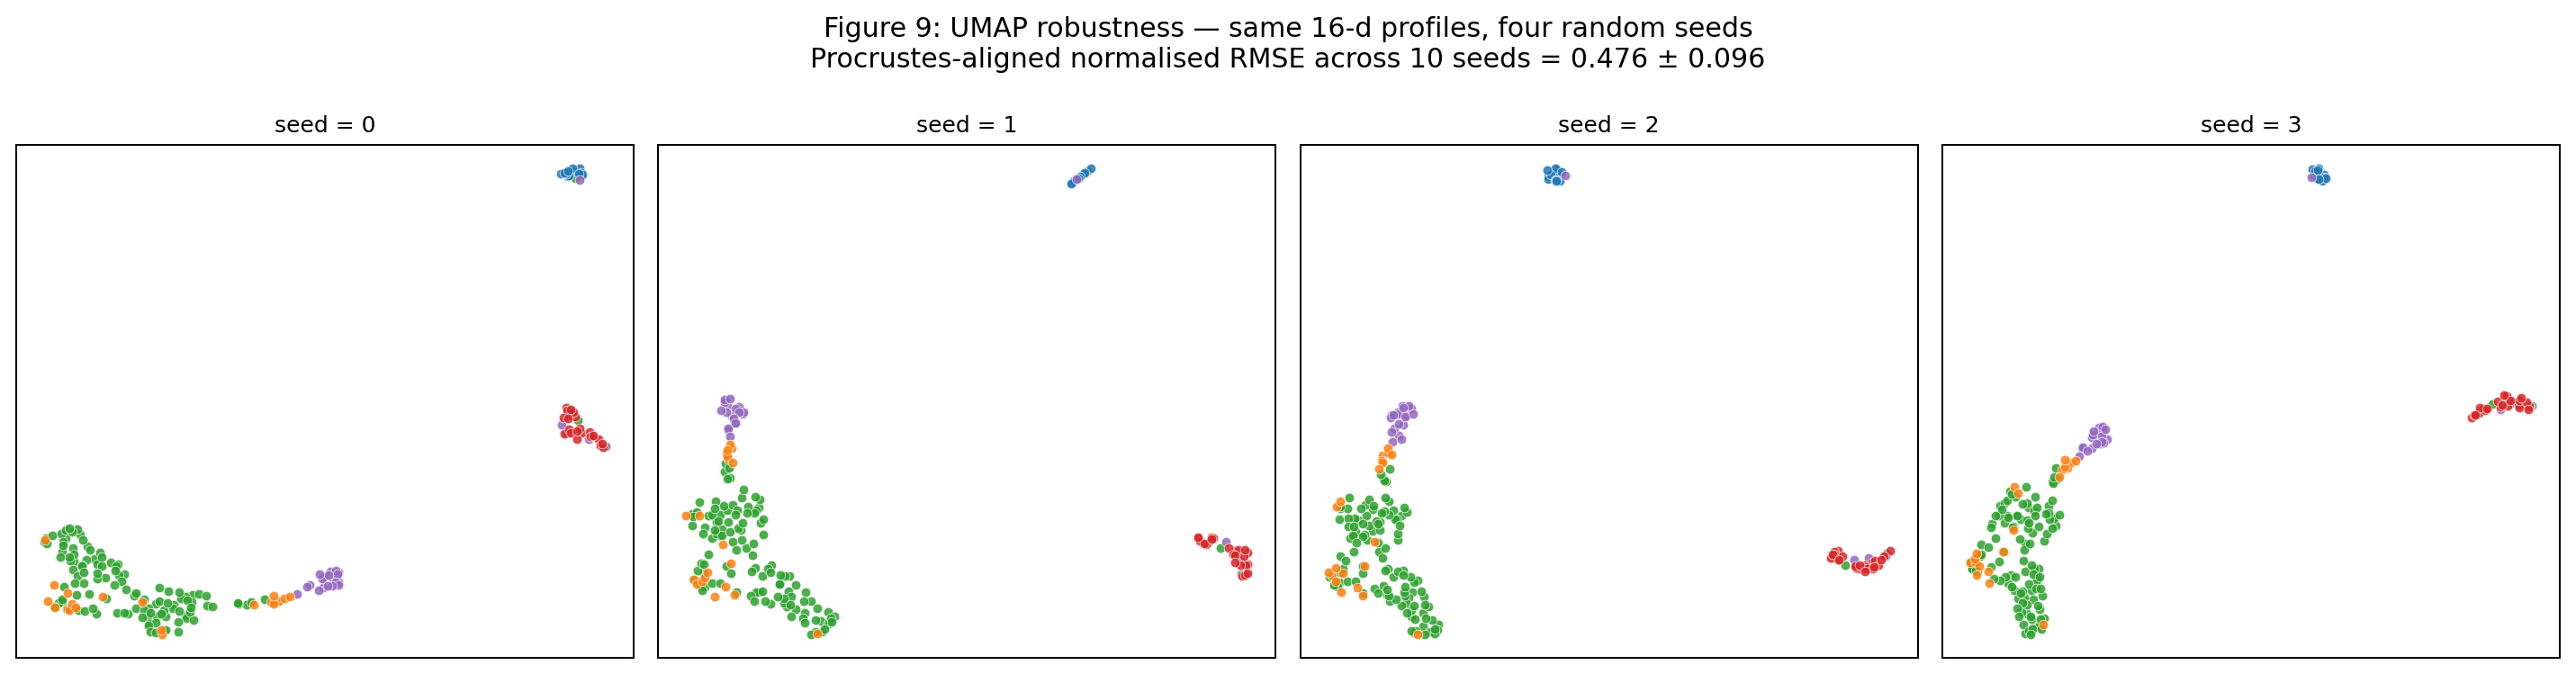 Figure 9: UMAP robustness — same 16-d profiles, four random seeds
Procrustes-aligned normalised RMSE across 10 seeds = 0.476 ± 0.096
seed = 0
seed = 1
seed = 2
seed = 3